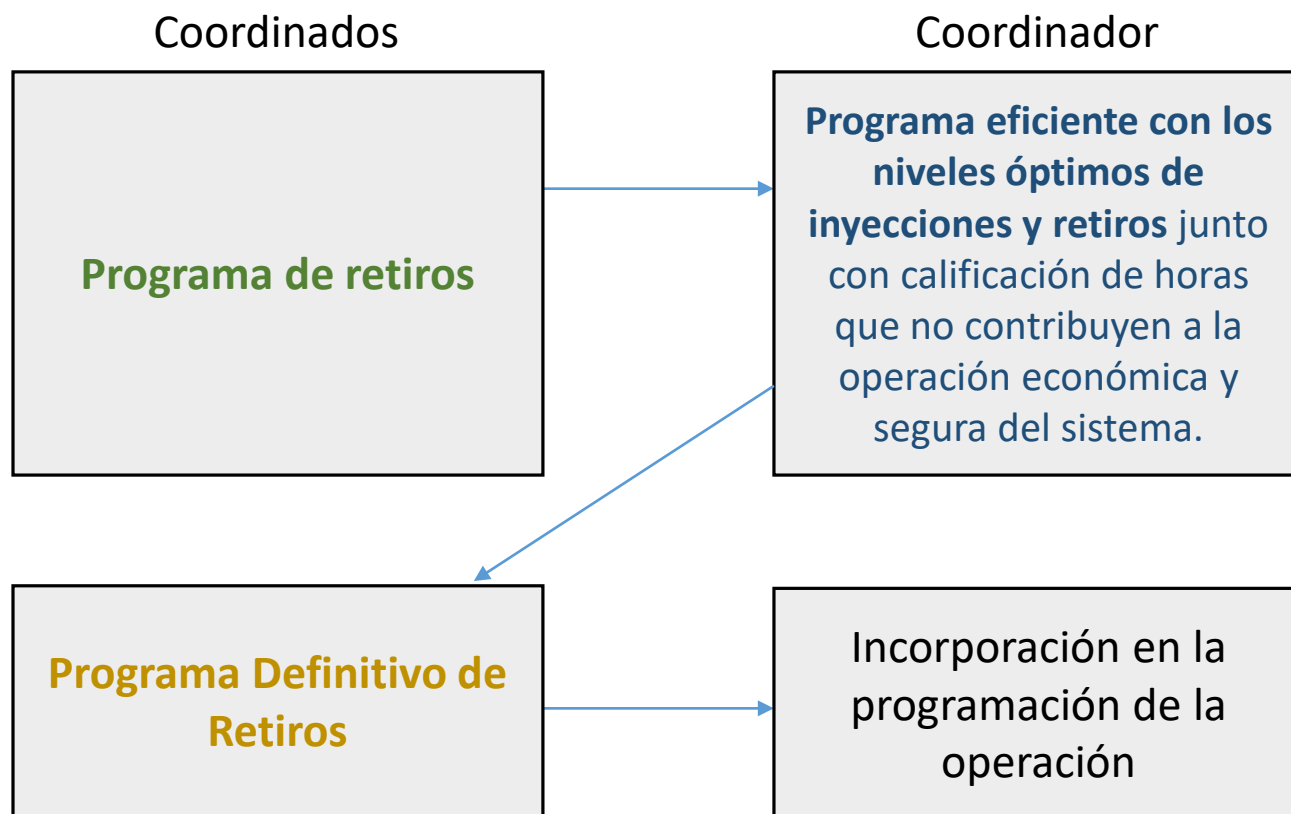 Coordinados
Coordinador
Programa de retiros
Programa eficiente con los
niveles óptimos de
inyecciones y retiros junto
con calificación de horas
que no contribuyen a la
operación económica y
segura del sistema.
Programa Definitivo de
Retiros
Incorporación en la
programación de la
operación